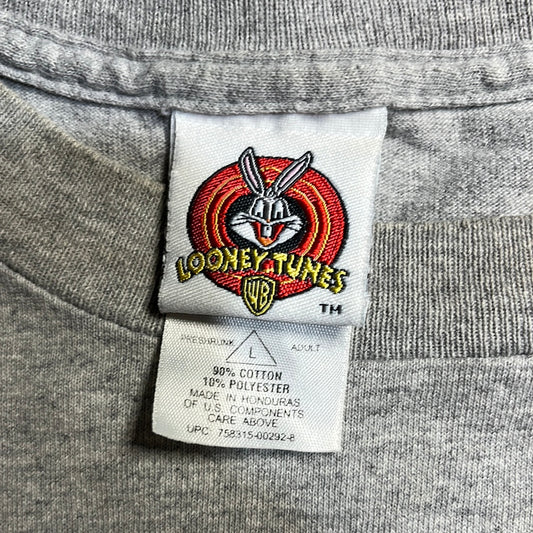 LOONEY TUNES
WB
TM
PRESHRUNK L ADULT
90% COTTON
10% POLYESTER
MADE IN HONDURAS
OF U.S. COMPONENTS
CARE ABOVE
UPC: 758315-00292-8